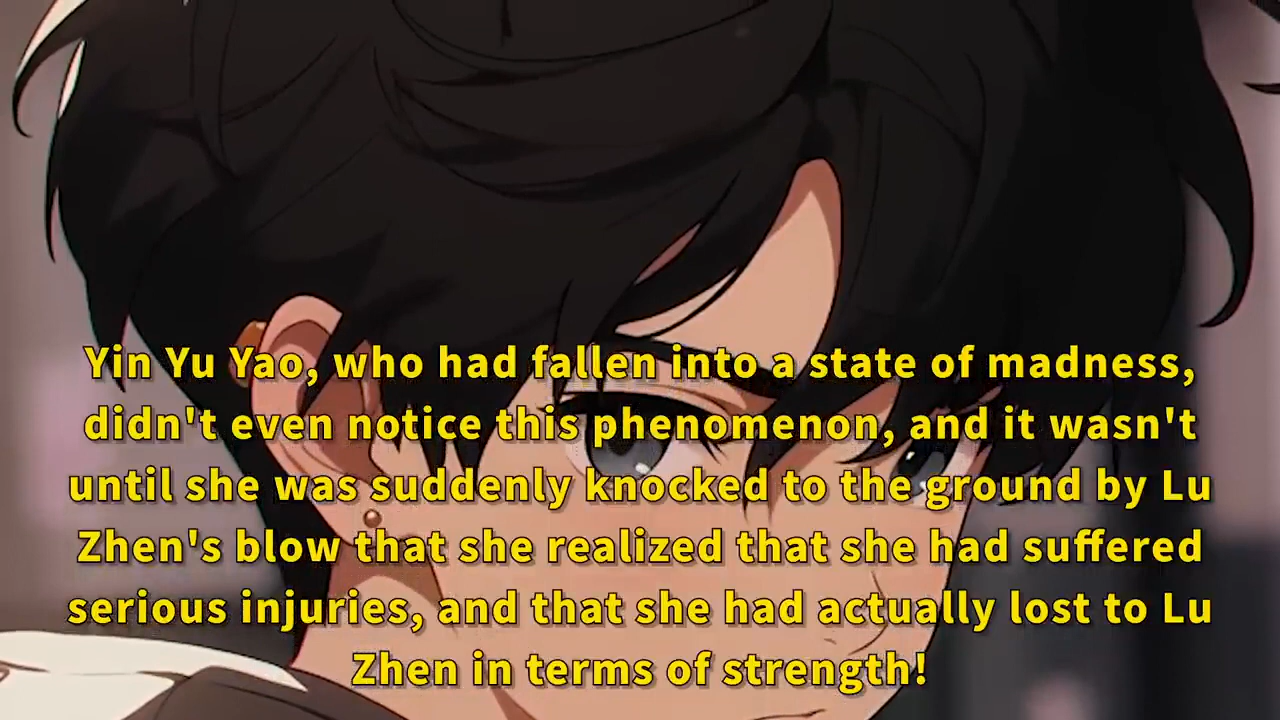 Yin Yu Yao, who had fallen into a state of madness,
didn't even notice this phenomenon, and it wasn't
until she was suddenly knocked to the ground by Lu
Zhen's blow that she realized that she had suffered
serious injuries, and that she had actually lost to Lu
Zhen in terms of strength!